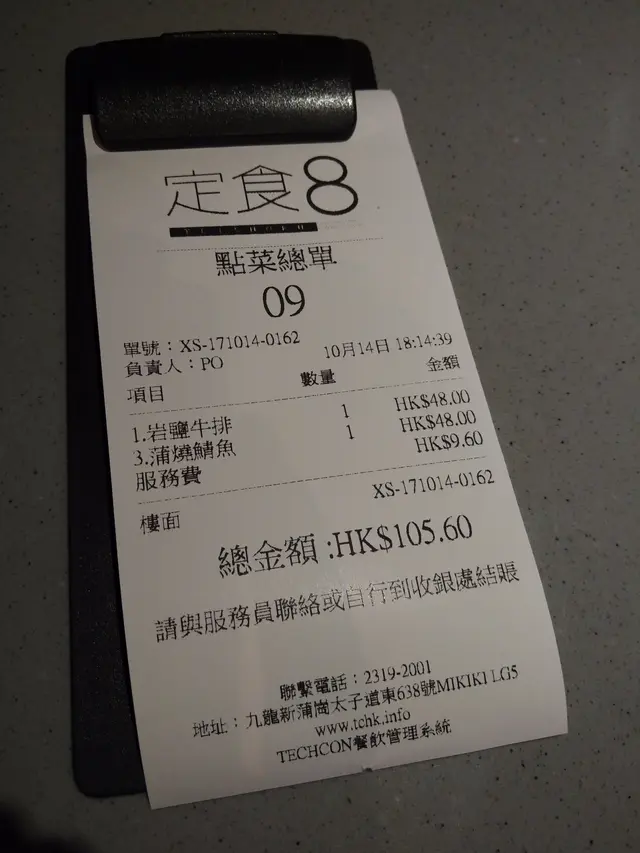 定食8
點菜總單
09
單號：XS-171014-0162
負責人：PO 10月14日 18:14:39
項目 數量 金額
1.岩鹽牛排 1 HK$48.00
3.蒲燒鯖魚 1 HK$48.00
服務費 HK$9.60
樓面 XS-171014-0162
總金額:HK$105.60
請與服務員聯絡或自行到收銀處結賬
聯繫電話：2319-2001
地址：九龍新蒲崗太子道東638號MIKIKI LG5
www.tchk.info
TECHCON餐飲管理系統